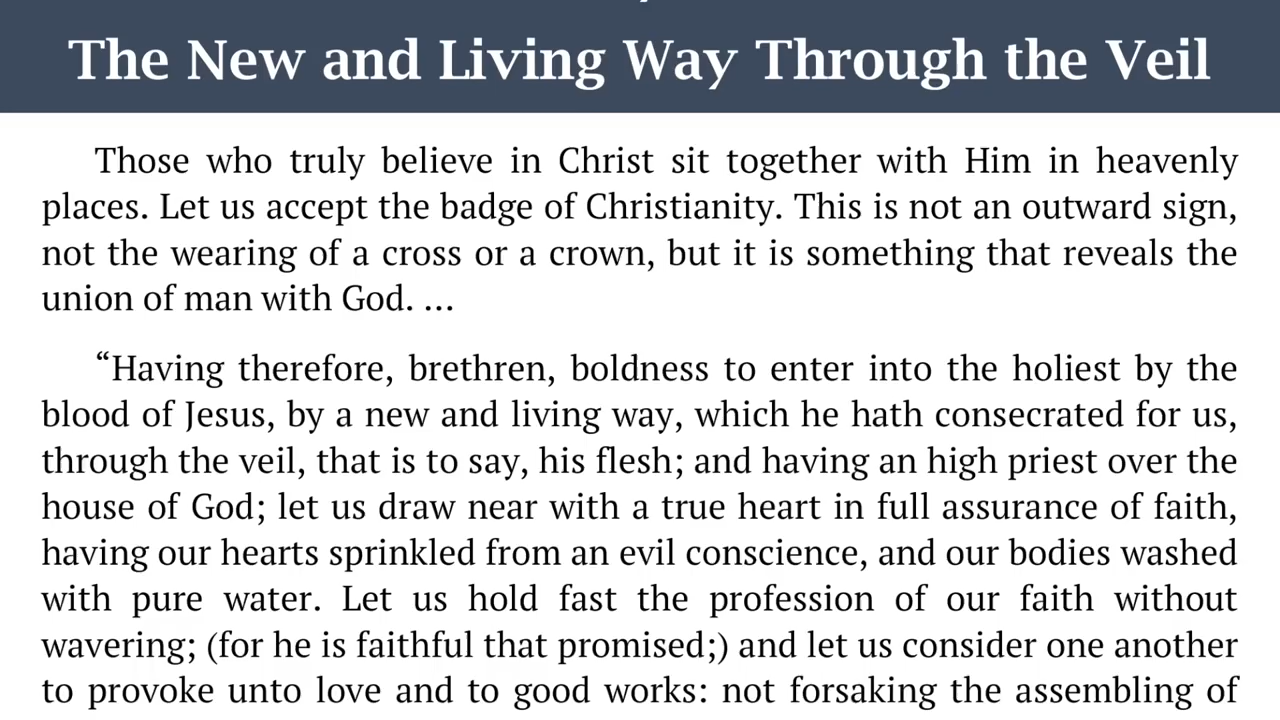 The New and Living Way Through the Veil
Those who truly believe in Christ sit together with Him in heavenly
places. Let us accept the badge of Christianity. This is not an outward sign,
not the wearing of a cross or a crown, but it is something that reveals the
union of man with God. …
“Having therefore, brethren, boldness to enter into the holiest by the
blood of Jesus, by a new and living way, which he hath consecrated for us,
through the veil, that is to say, his flesh; and having an high priest over the
house of God; let us draw near with a true heart in full assurance of faith,
having our hearts sprinkled from an evil conscience, and our bodies washed
with pure water. Let us hold fast the profession of our faith without
wavering; (for he is faithful that promised;) and let us consider one another
to provoke unto love and to good works: not forsaking the assembling of